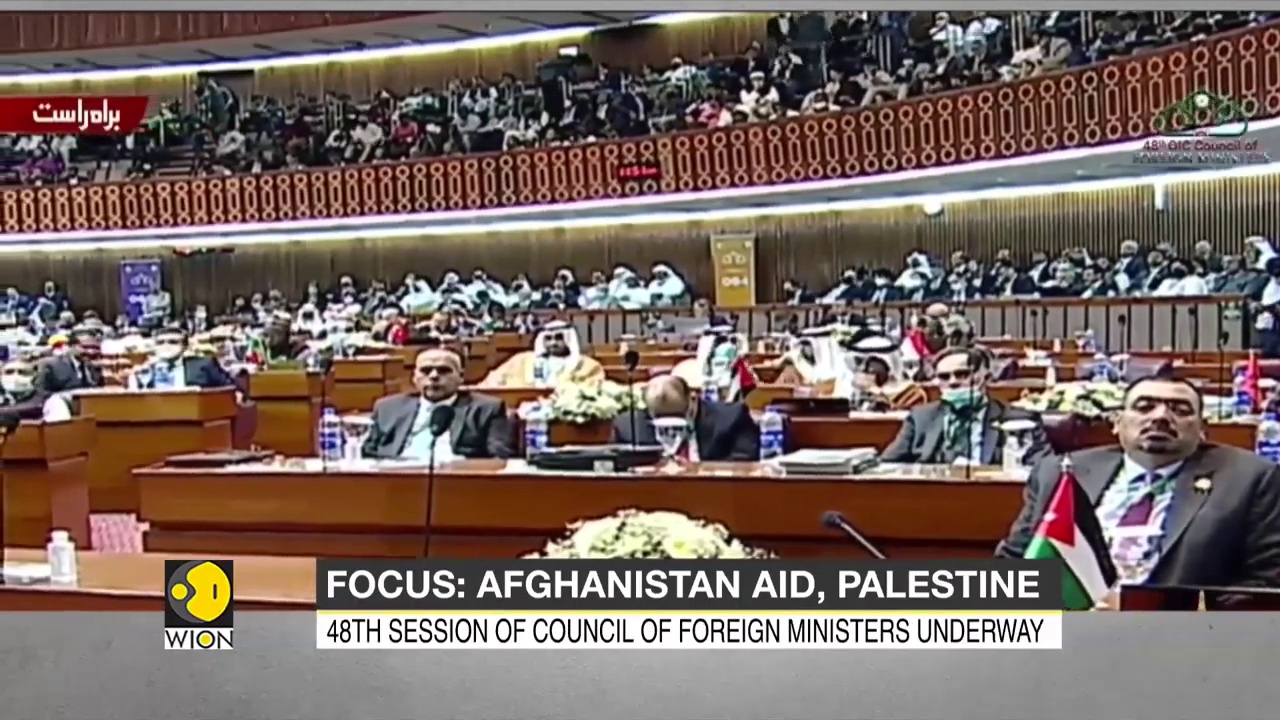 براہ راست
48th OIC Council of
FOREIGN MINISTERS
FOCUS: AFGHANISTAN AID, PALESTINE
48TH SESSION OF COUNCIL OF FOREIGN MINISTERS UNDERWAY
WION